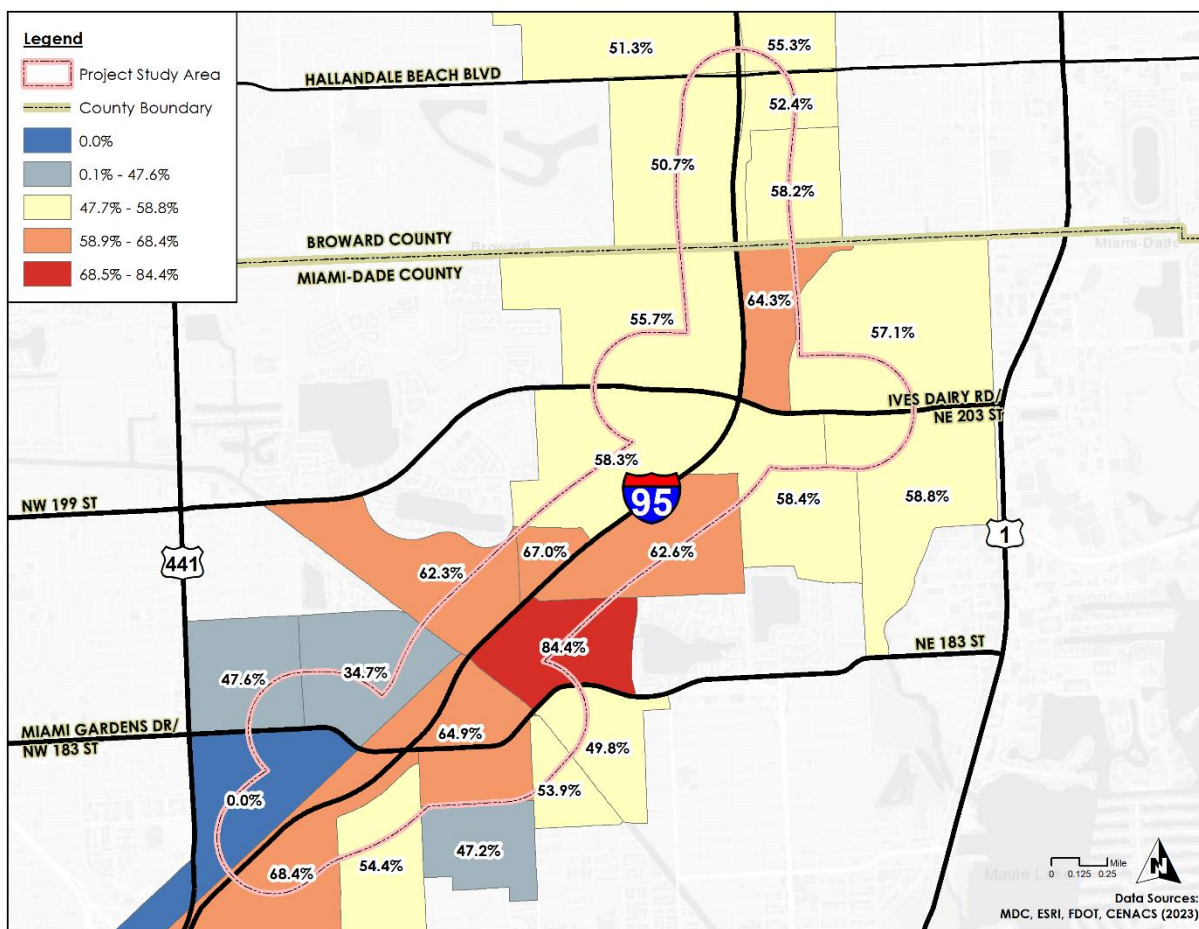 Legend
Project Study Area
County Boundary
0.0%
0.1% - 47.6%
47.7% - 58.8%
58.9% - 68.4%
68.5% - 84.4%
51.3%
55.3%
HALLANDALE BEACH BLVD
52.4%
50.7%
58.2%
BROWARD COUNTY
MIAMI-DADE COUNTY
Broward
Broward
Miami-Dade
64.3%
55.7%
57.1%
IVES DAIRY RD/
NE 203 ST
58.3%
95
58.4%
58.8%
NW 199 ST
441
1
67.0%
62.6%
62.3%
84.4%
NE 183 ST
47.6%
34.7%
MIAMI GARDENS DR/
NW 183 ST
64.9%
49.8%
0.0%
53.9%
47.2%
54.4%
68.4%
Mile
0 0.125 0.25
N
Maule Lake
Data Sources:
MDC, ESRI, FDOT, CENACS (2023)